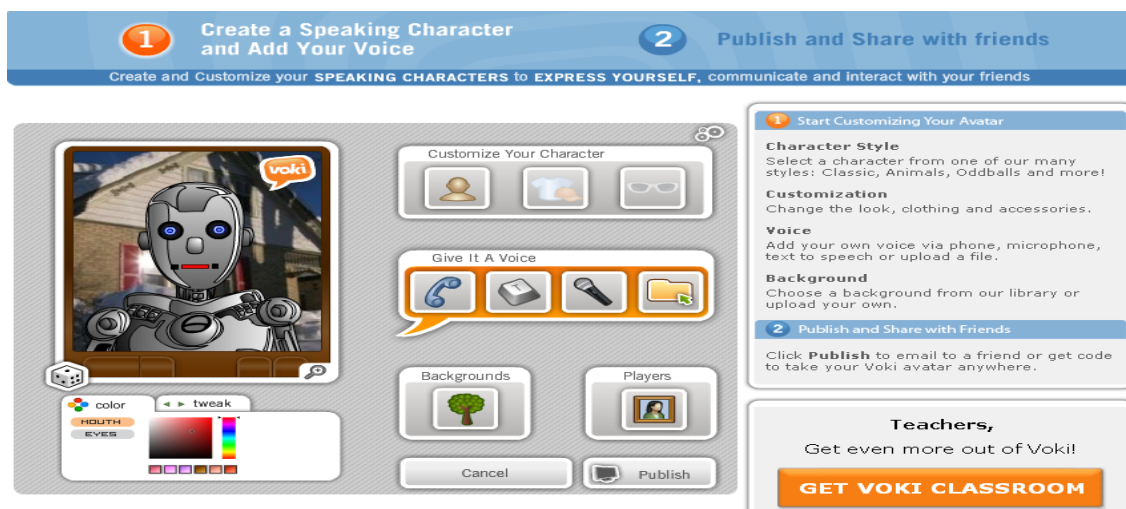 1
Create a Speaking Character
and Add Your Voice
2
Publish and Share with friends
Create and Customize your SPEAKING CHARACTERS to EXPRESS YOURSELF, communicate and interact with your friends
voki
color
tweak
MOUTH
EYES
Customize Your Character
Give It A Voice
Backgrounds
Players
Cancel
Publish
1 Start Customizing Your Avatar
Character Style
Select a character from one of our many
styles: Classic, Animals, Oddballs and more!
Customization
Change the look, clothing and accessories.
Voice
Add your own voice via phone, microphone,
text to speech or upload a file.
Background
Choose a background from our library or
upload your own.
2 Publish and Share with Friends
Click Publish to email to a friend or get code
to take your Voki avatar anywhere.
Teachers,
Get even more out of Voki!
GET VOKI CLASSROOM